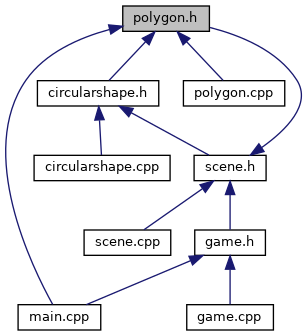 polygon.h
circularshape.h
polygon.cpp
circularshape.cpp
scene.h
scene.cpp
game.h
main.cpp
game.cpp